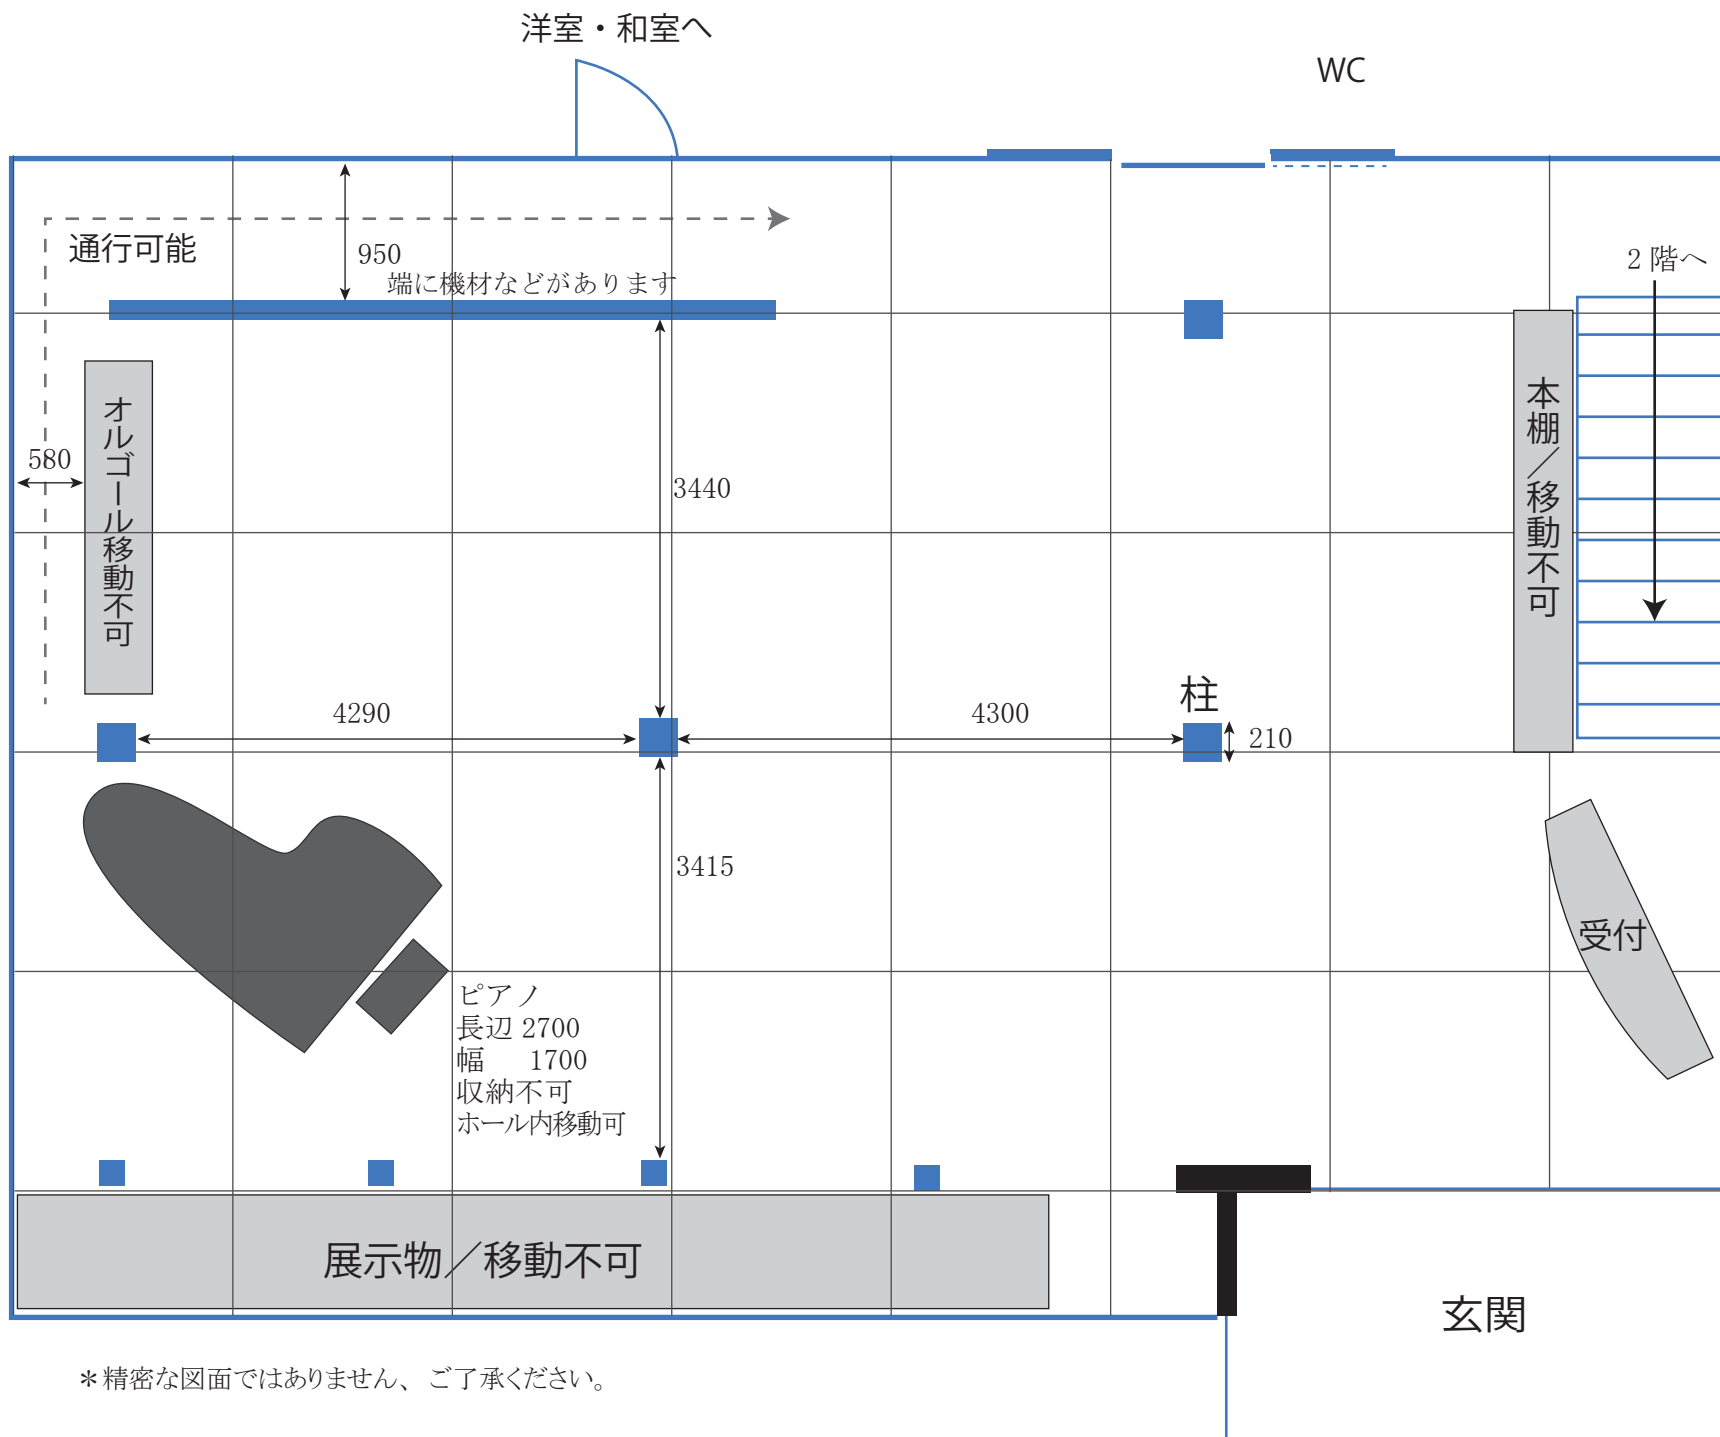 洋室・和室へ
WC
通行可能
950
端に機材などがあります
2 階へ
580
オルゴール移動不可
3440
本棚／移動不可
4290
4300
柱
210
3415
受付
ピアノ
長辺 2700
幅　1700
収納不可
ホール内移動可
展示物／移動不可
玄関
＊精密な図面ではありません、ご了承ください。